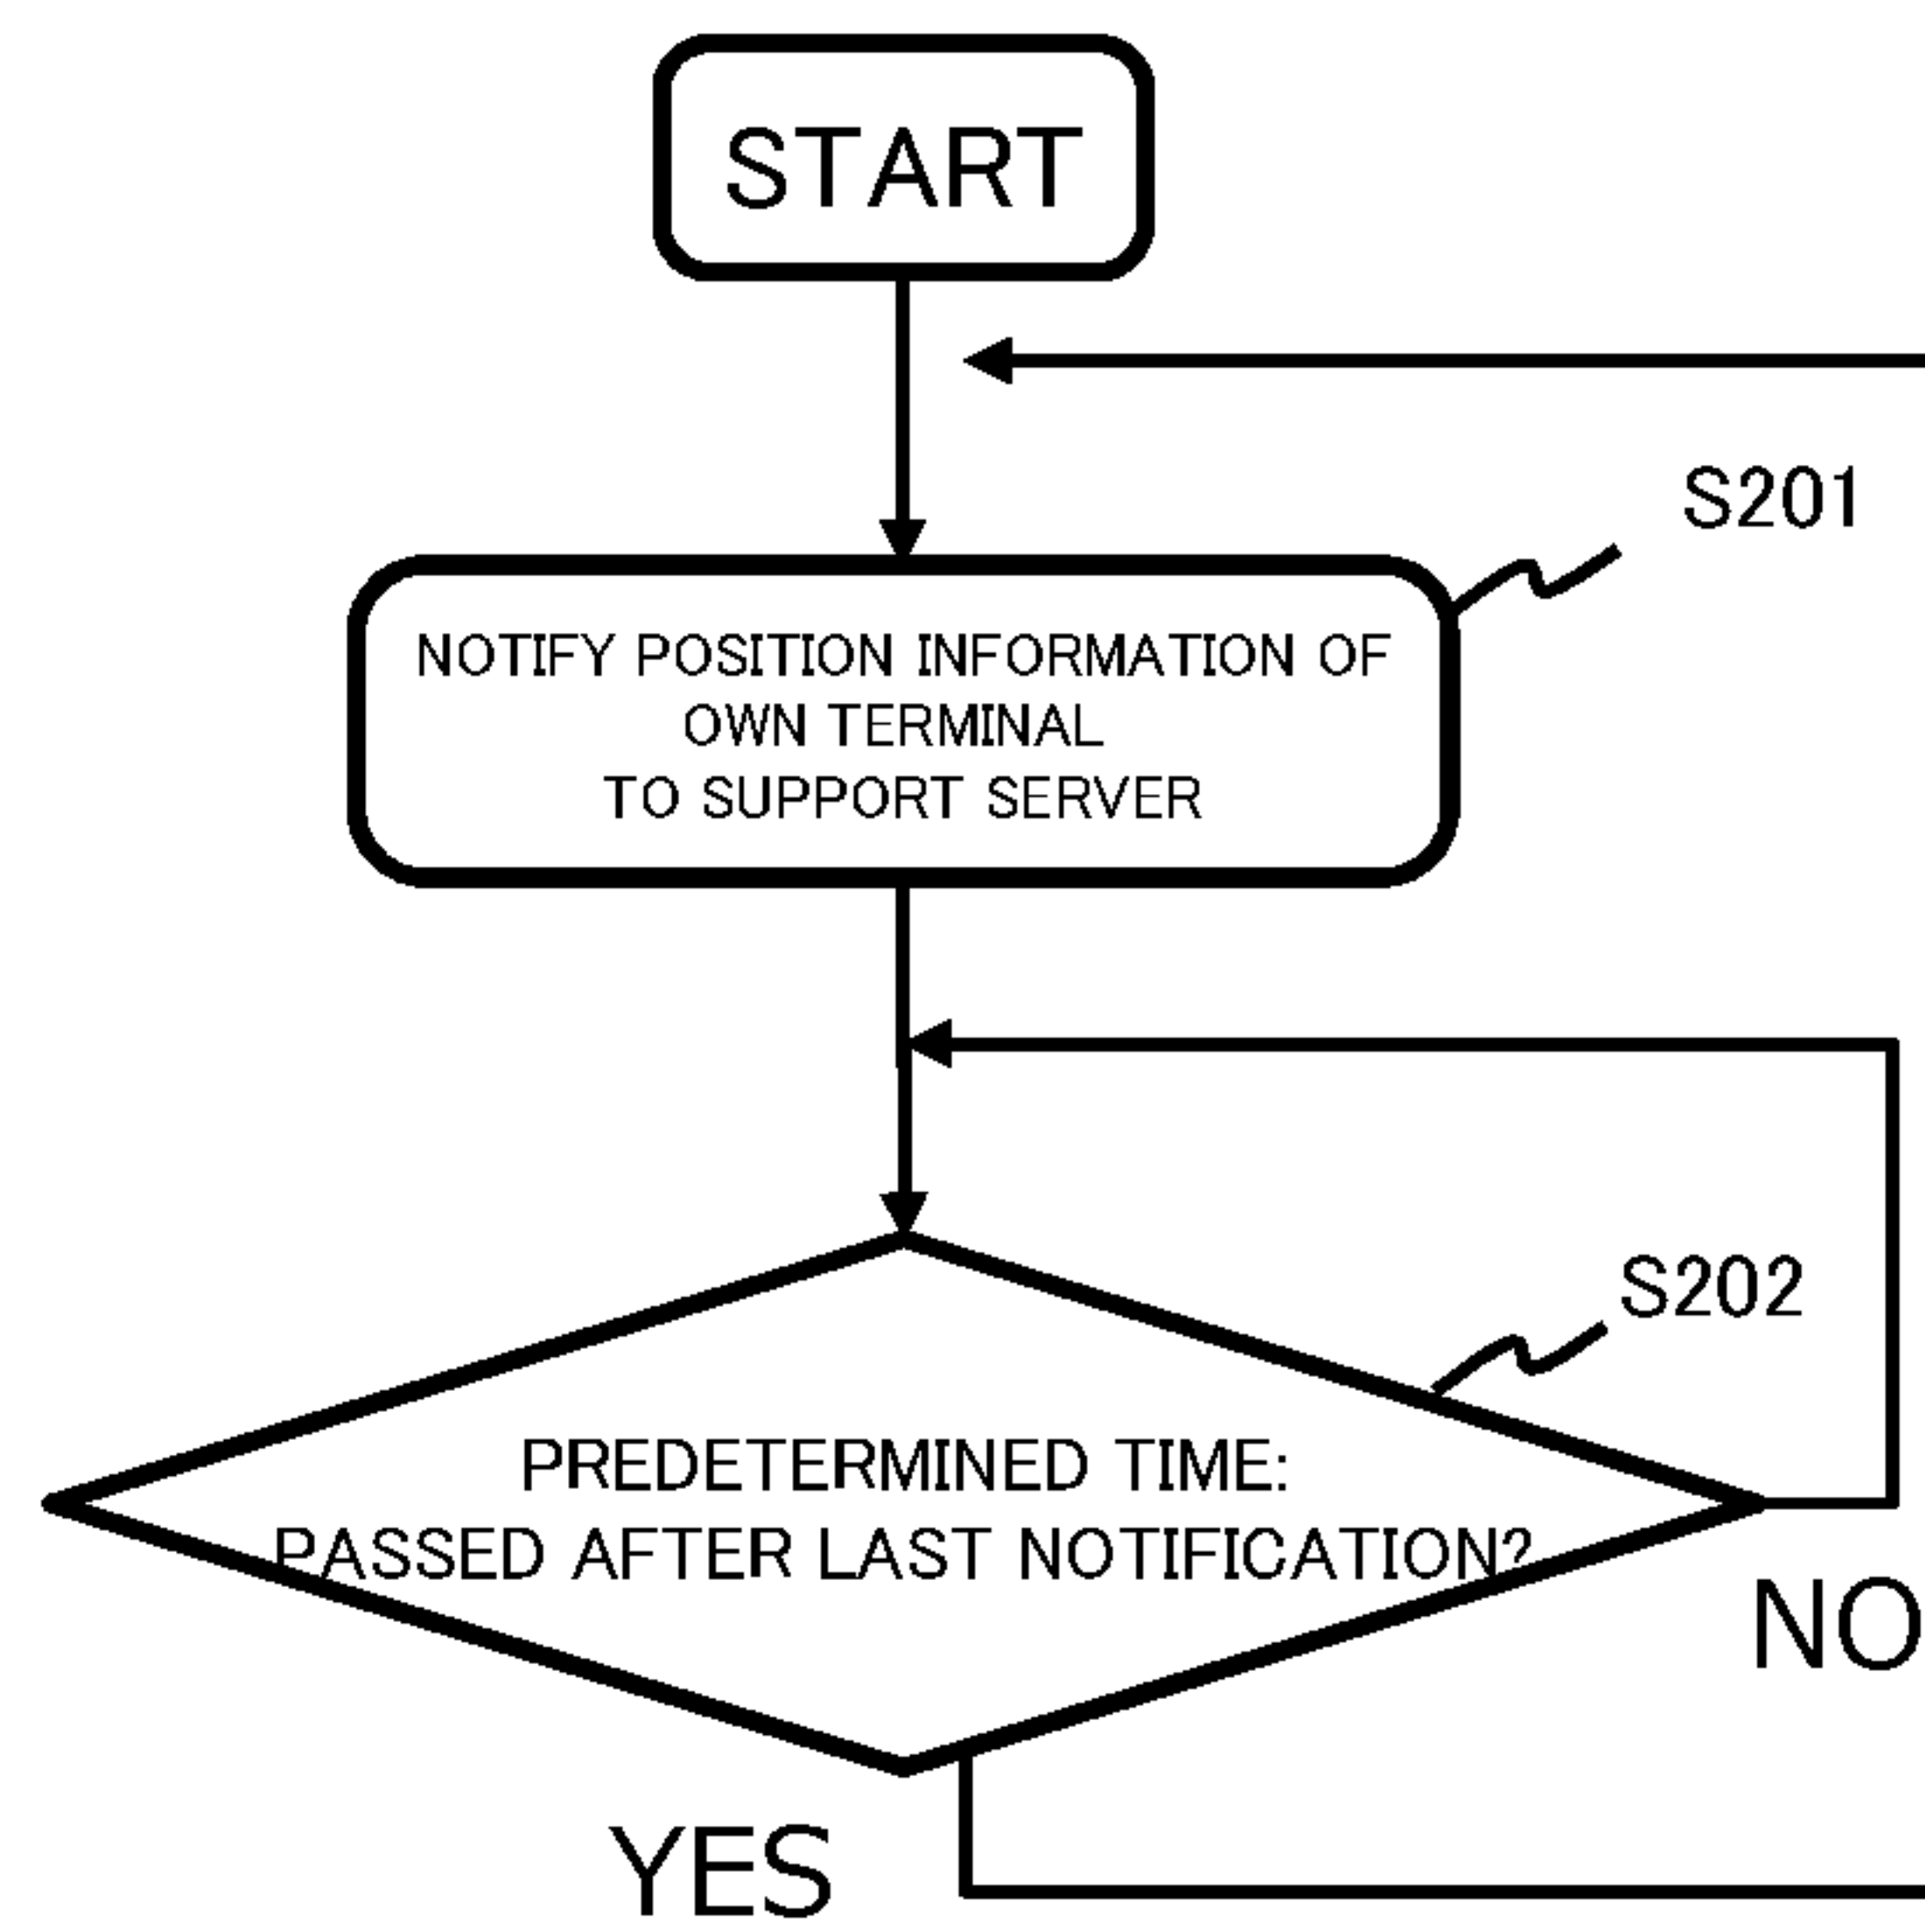 START
S201
NOTIFY POSITION INFORMATION OF
OWN TERMINAL
TO SUPPORT SERVER
S202
PREDETERMINED TIME:
PASSED AFTER LAST NOTIFICATION?
NO
YES